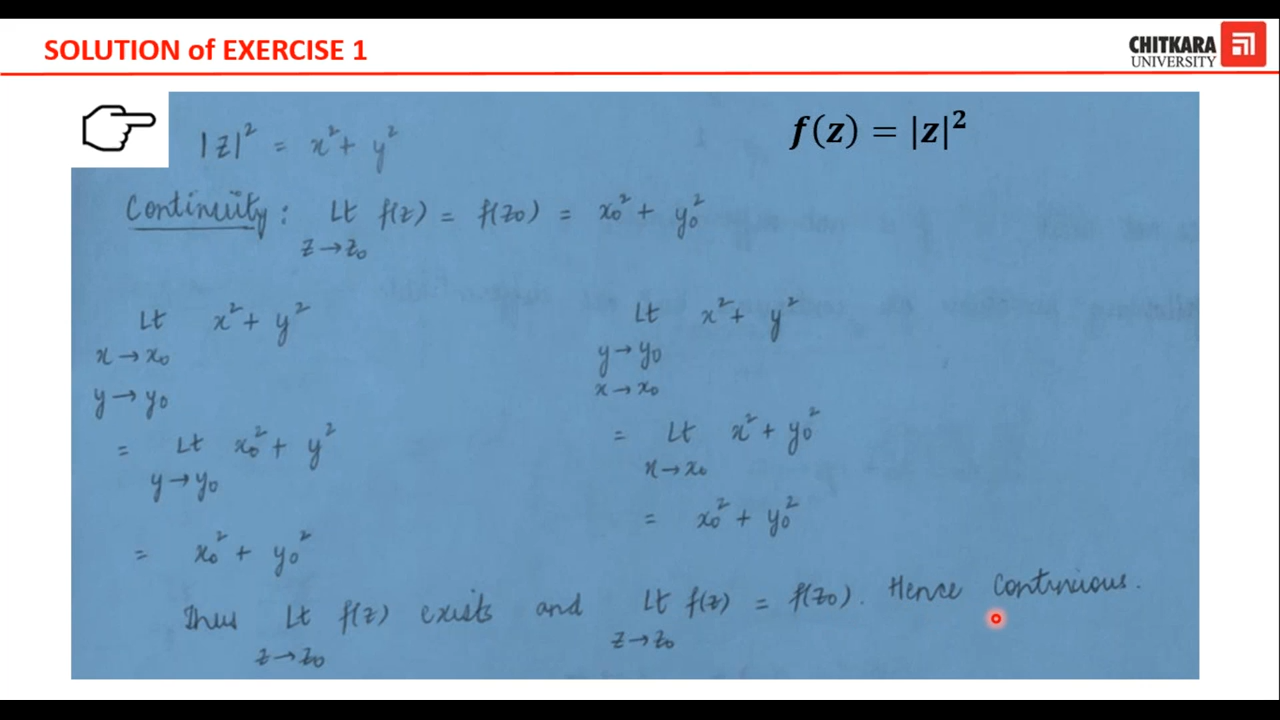 SOLUTION of EXERCISE 1
CHITKARA
UNIVERSITY
|z|² = x² + y²
f(z) = |z|²
Continuity: Lt f(z) = f(z₀) = x₀² + y₀²
z→z₀
Lt x² + y²
x→x₀
y→y₀
= Lt x₀² + y²
y→y₀
= x₀² + y₀²
Lt x² + y²
y→y₀
x→x₀
= Lt x² + y₀²
x→x₀
= x₀² + y₀²
Thus Lt f(z) exists and Lt f(z) = f(z₀). Hence Continuous.
z→z₀ z→z₀